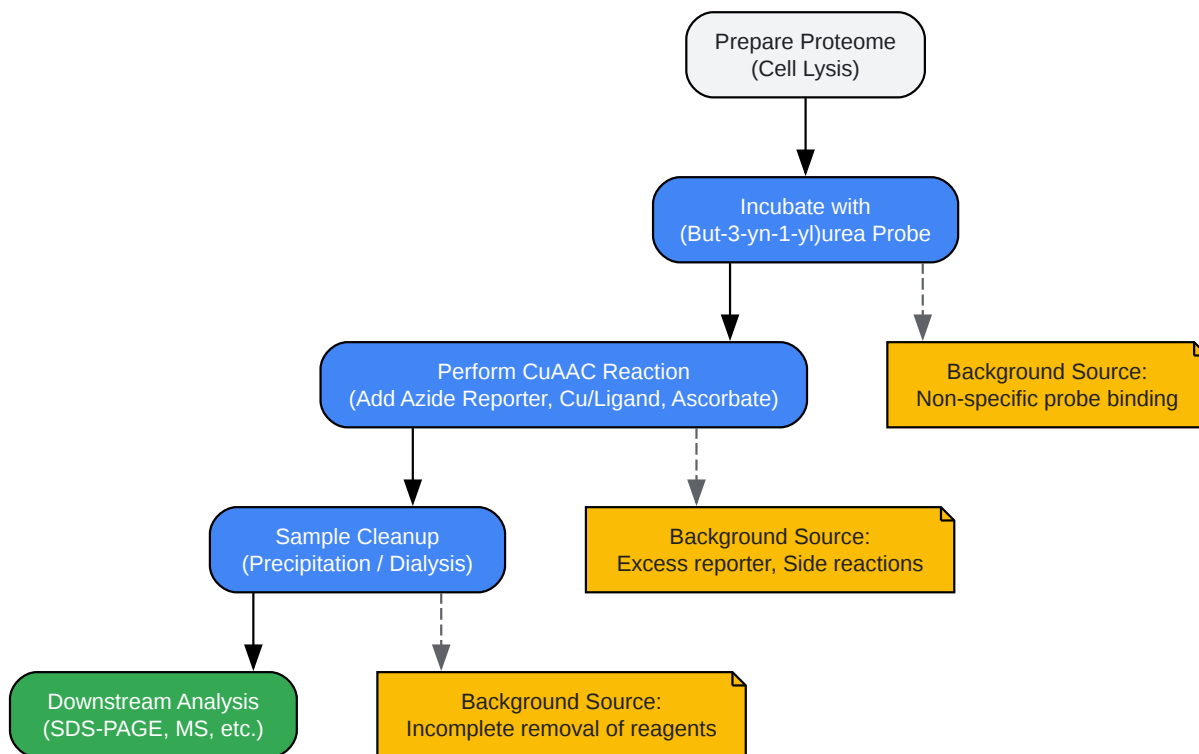 Prepare Proteome
(Cell Lysis)
Incubate with
(But-3-yn-1-yl)urea Probe
Perform CuAAC Reaction
(Add Azide Reporter, Cu/Ligand, Ascorbate)
Background Source:
Non-specific probe binding
Sample Cleanup
(Precipitation / Dialysis)
Background Source:
Excess reporter, Side reactions
Downstream Analysis
(SDS-PAGE, MS, etc.)
Background Source:
Incomplete removal of reagents